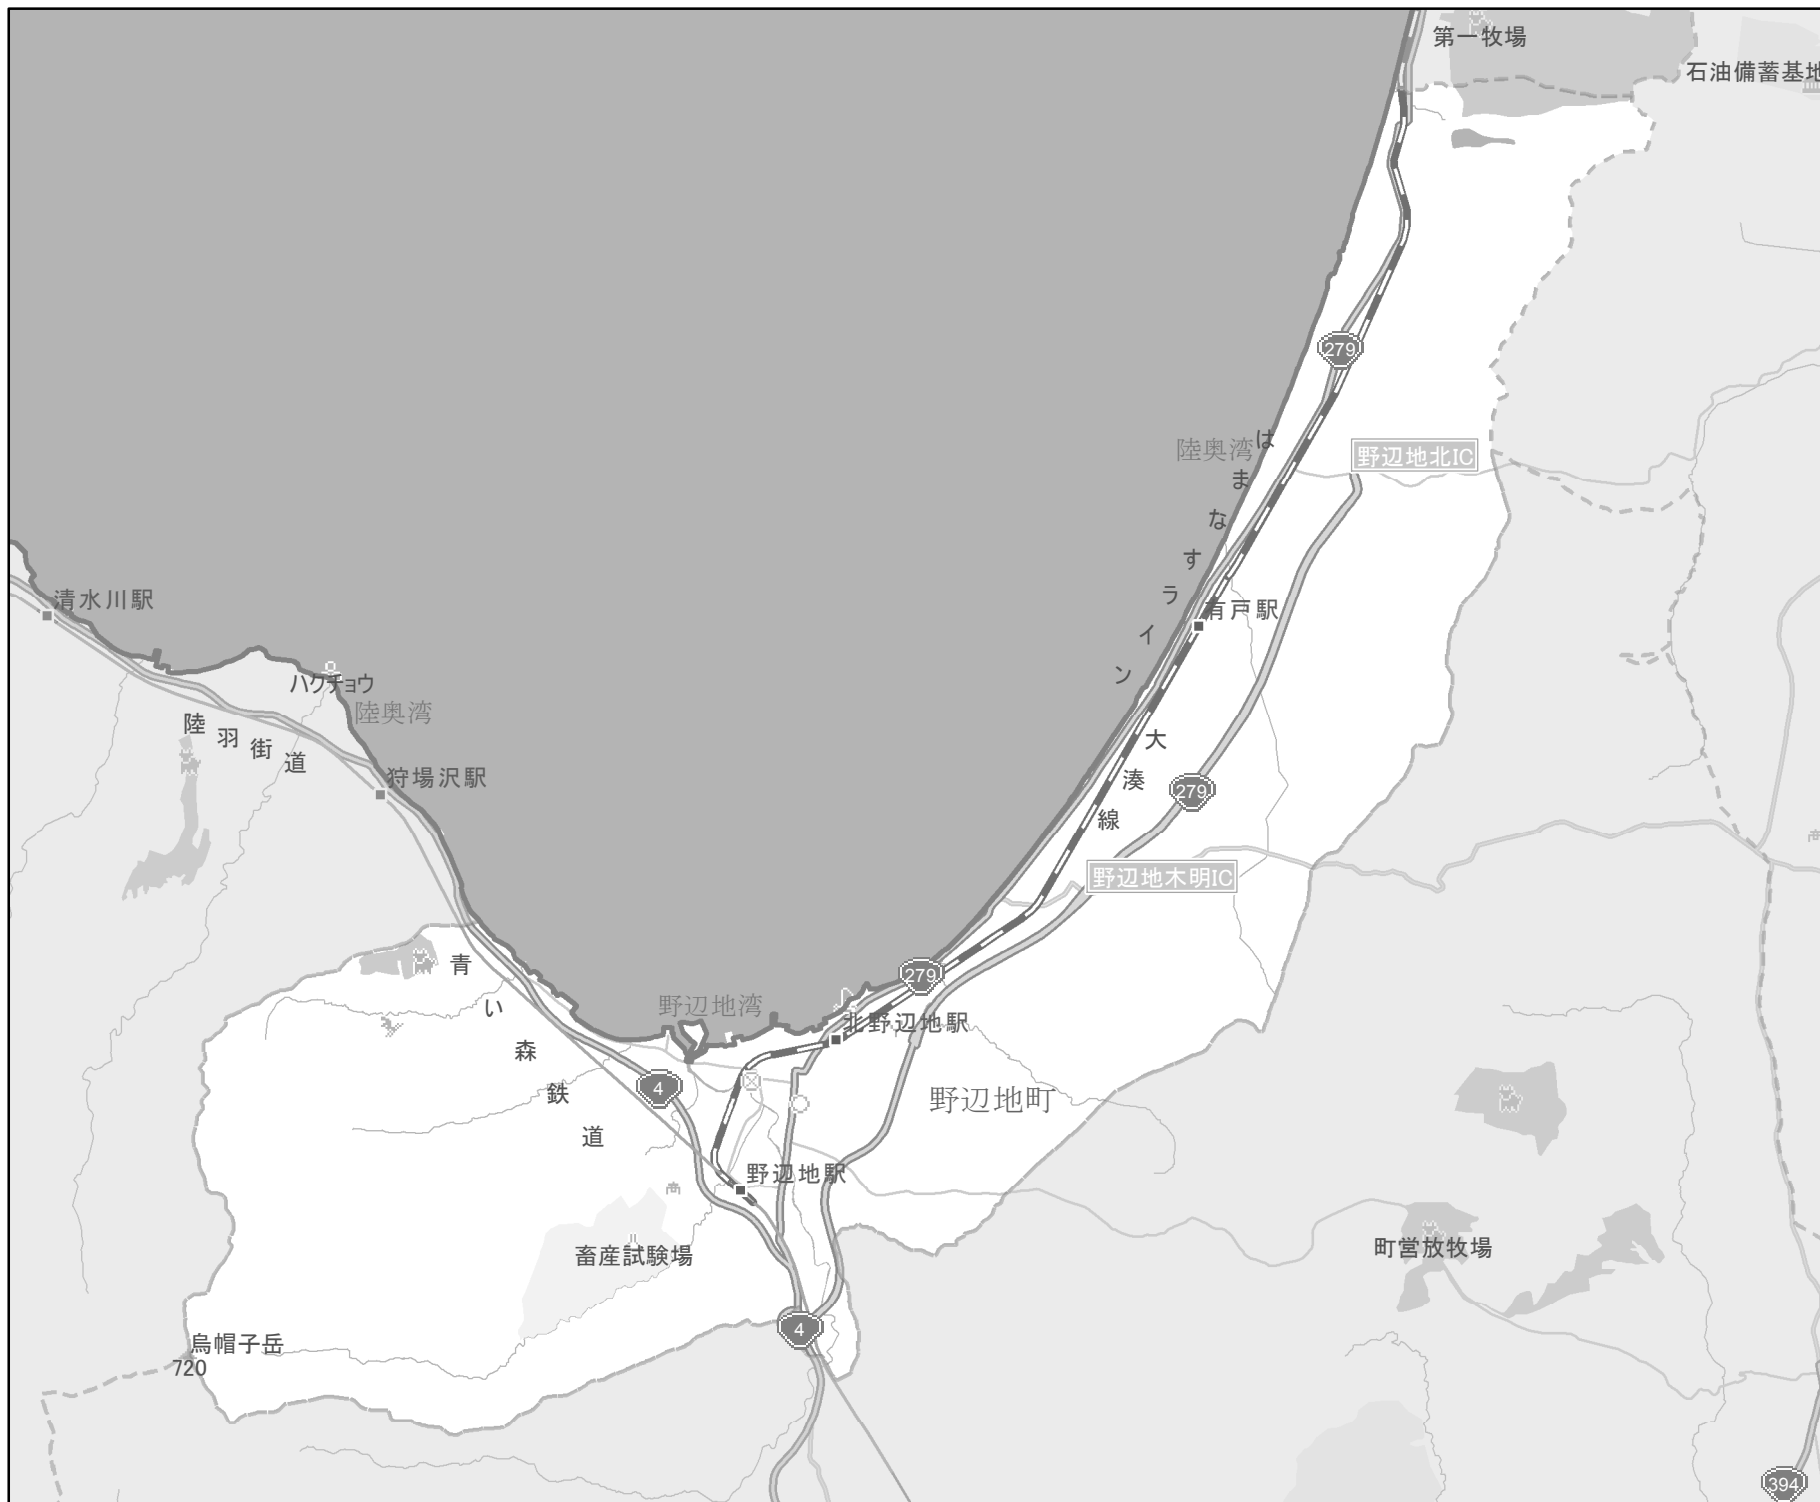 第一牧場
石油備蓄基地
279
陸奥湾
はまなすライン
野辺地北IC
清水川駅
有戸駅
ハクチョウ
陸奥湾
陸羽街道
狩場沢駅
大湊線
279
野辺地木明IC
青い森鉄道
279
野辺地湾
北野辺地駅
4
野辺地町
野辺地駅
畜産試験場
町営放牧場
4
烏帽子岳
720
394